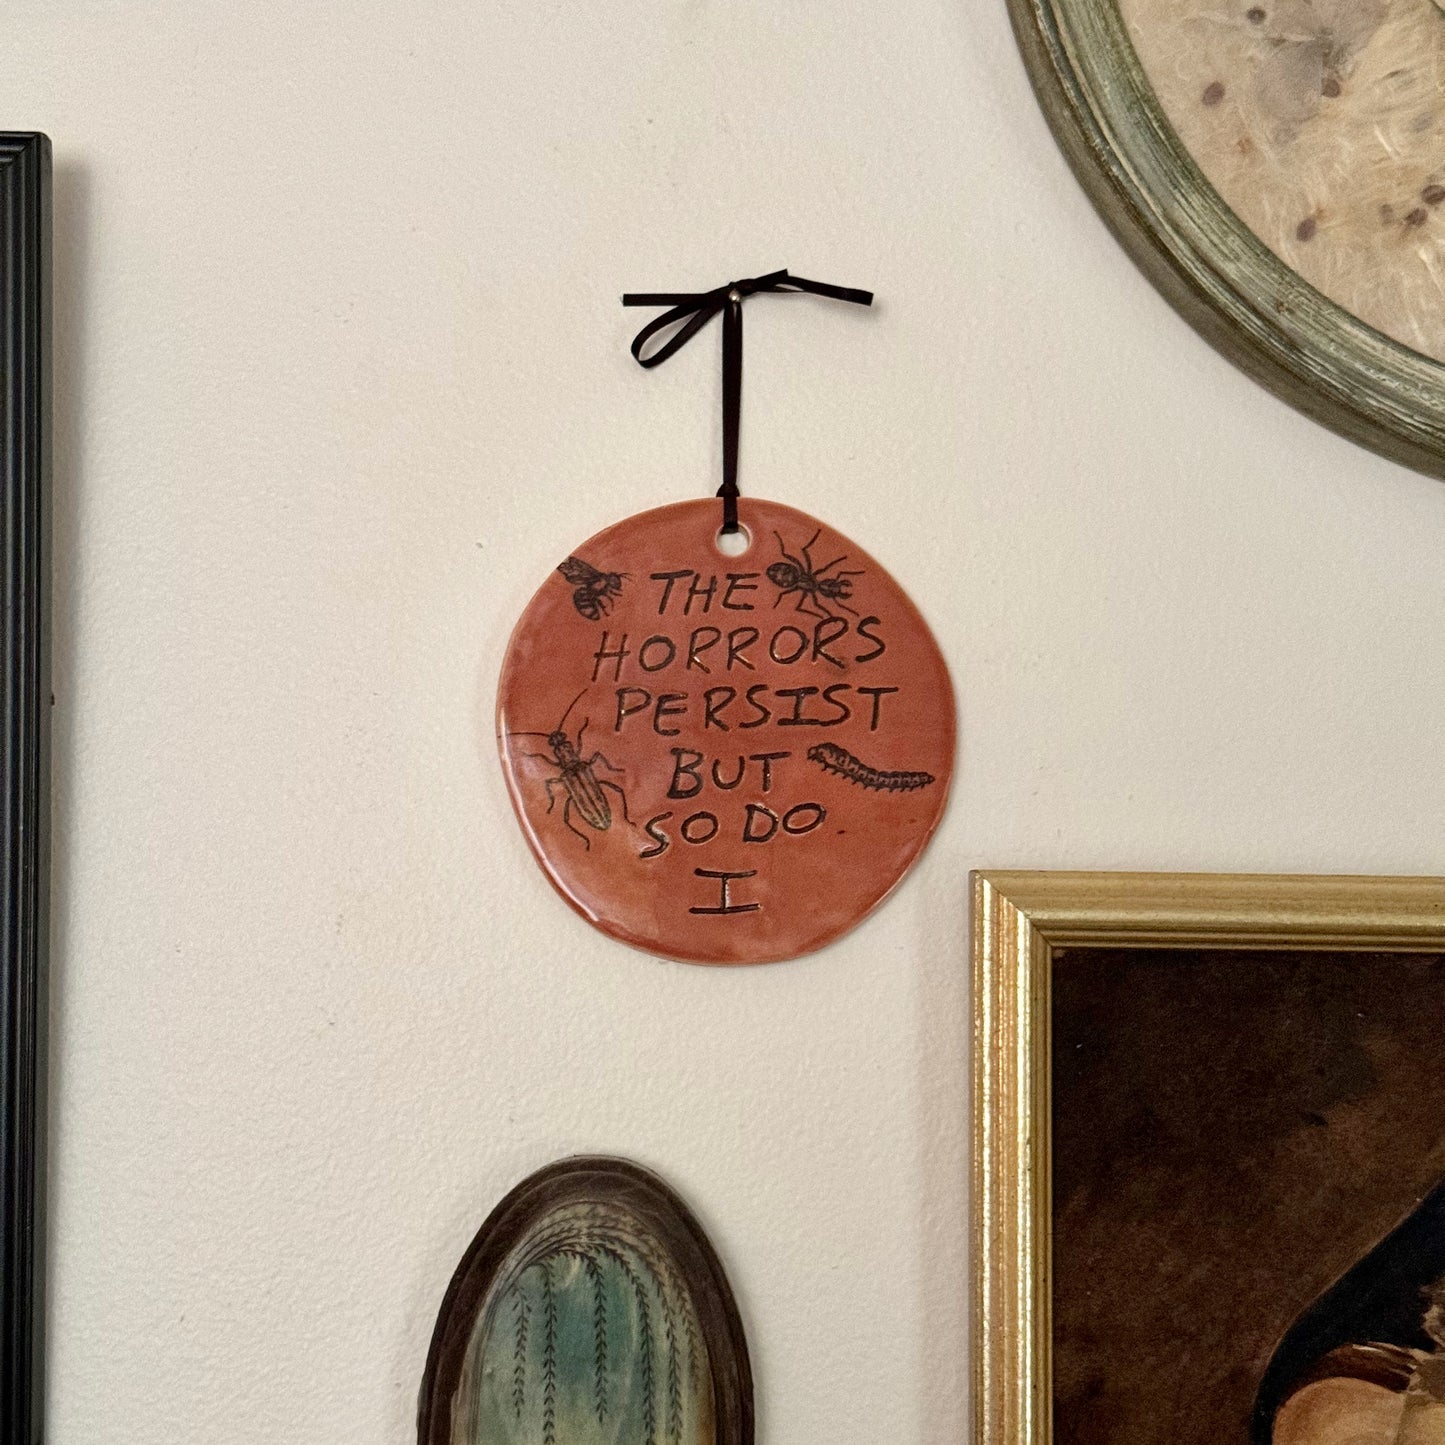 THE
HORRORS
PERSIST
BUT
SO DO
I